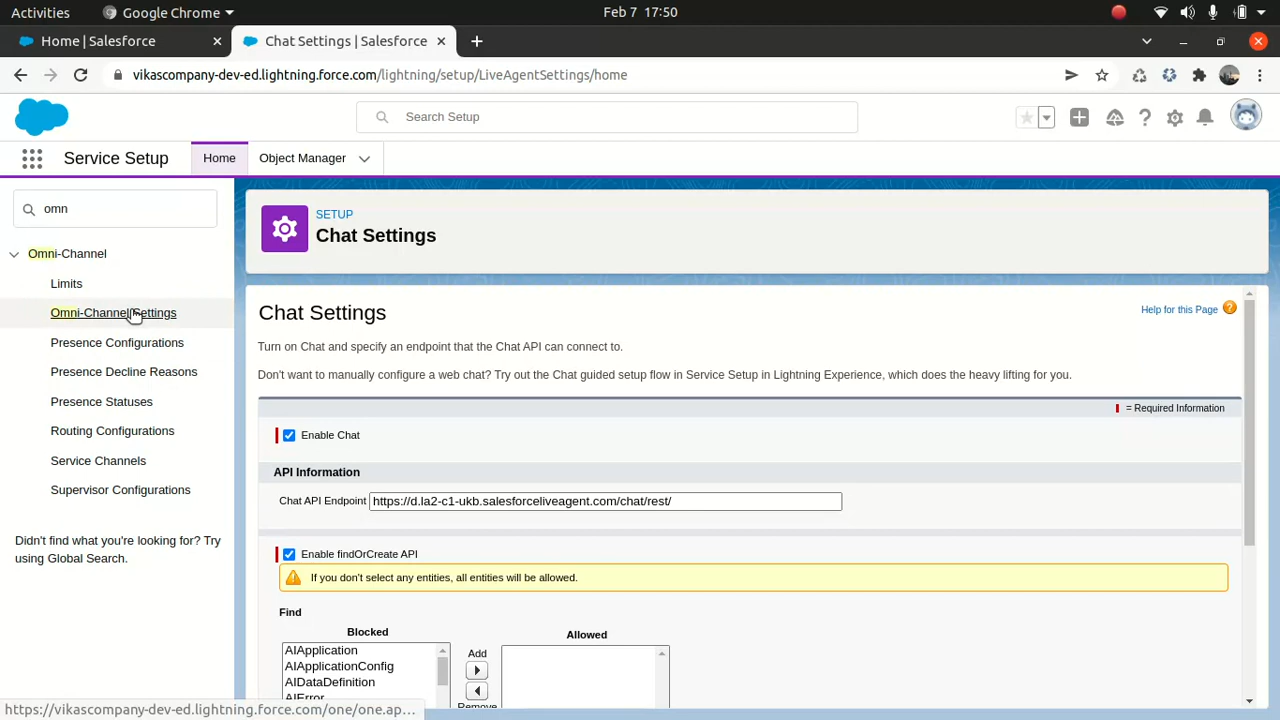 Activities
Google Chrome
Feb 7 17:50
Home | Salesforce
Chat Settings | Salesforce
vikascompany-dev-ed.lightning.force.com/lightning/setup/LiveAgentSettings/home
Search Setup
Service Setup
Home
Object Manager
omn
Omni-Channel
Limits
Omni-Channel Settings
Presence Configurations
Presence Decline Reasons
Presence Statuses
Routing Configurations
Service Channels
Supervisor Configurations
Didn't find what you're looking for? Try
using Global Search.
SETUP
Chat Settings
Chat Settings
Help for this Page
Turn on Chat and specify an endpoint that the Chat API can connect to.
Don't want to manually configure a web chat? Try out the Chat guided setup flow in Service Setup in Lightning Experience, which does the heavy lifting for you.
= Required Information
Enable Chat
API Information
Chat API Endpoint https://d.la2-c1-ukb.salesforceliveagent.com/chat/rest/
Enable findOrCreate API
If you don't select any entities, all entities will be allowed.
Find
Blocked
Allowed
AIApplication
AIApplicationConfig
AIDataDefinition
AIError
Add
Remove
https://vikascompany-dev-ed.lightning.force.com/one/one.ap...